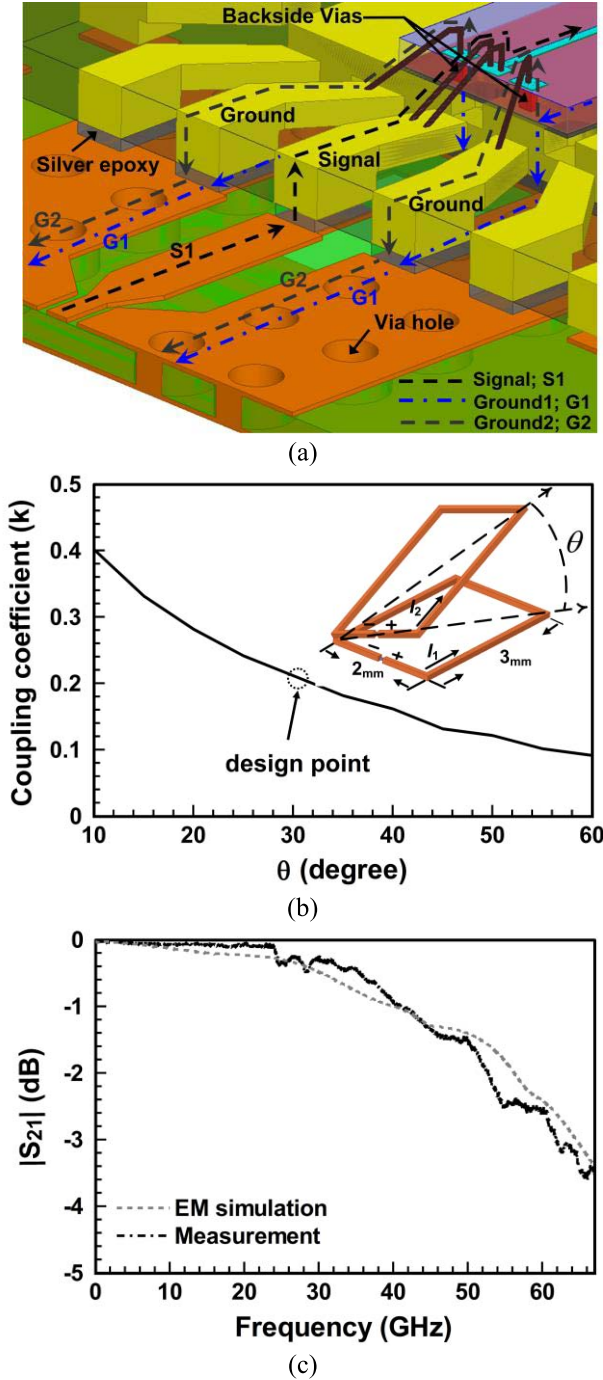 Backside Vias
Ground
Silver epoxy
Signal
Ground
G2
G1
S1
G2
G1
Via hole
Signal; S1
Ground1; G1
Ground2; G2
(a)
Coupling coefficient (k)
0.5
0.4
0.3
0.2
0.1
0
10
20
30
40
50
60
θ (degree)
design point
θ
I2
+
I1
+
2mm
3mm
(b)
|S21| (dB)
0
-1
-2
-3
-4
-5
EM simulation
Measurement
0
10
20
30
40
50
60
Frequency (GHz)
(c)